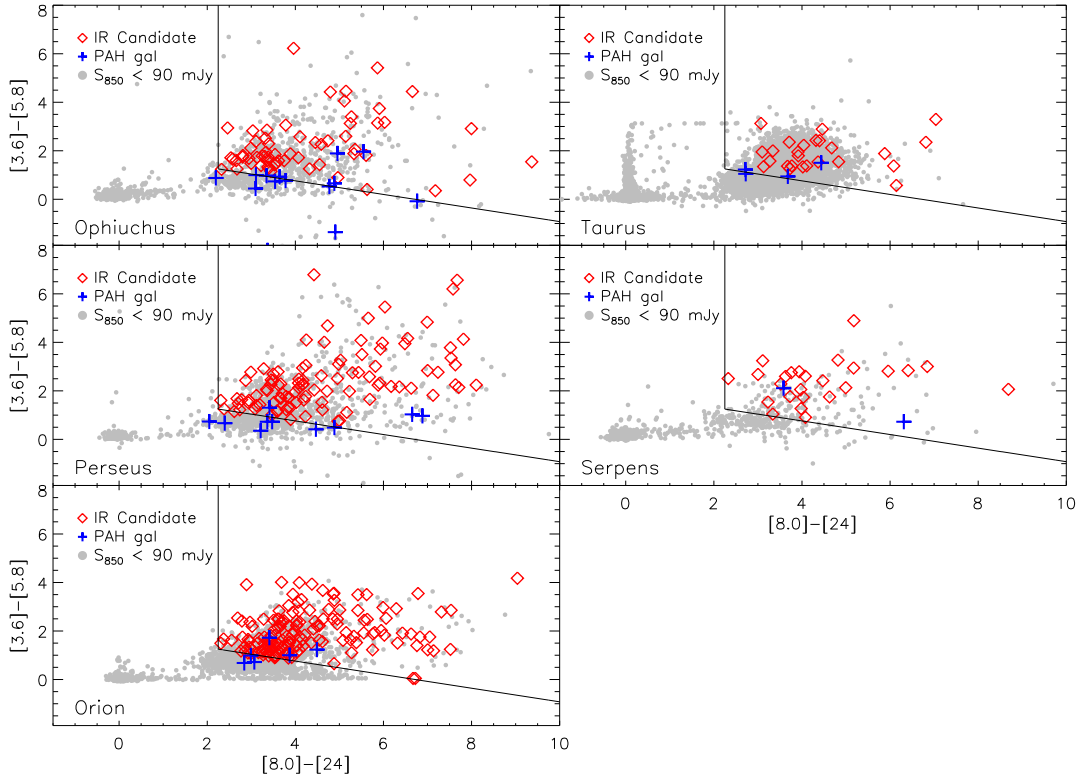 8
6
4
2
0
[3.6]−[5.8]
IR Candidate
PAH gal
S850 < 90 mJy
Ophiuchus
IR Candidate
PAH gal
S850 < 90 mJy
Taurus
8
6
4
2
0
[3.6]−[5.8]
IR Candidate
PAH gal
S850 < 90 mJy
Perseus
IR Candidate
PAH gal
S850 < 90 mJy
Serpens
0 2 4 6 8 10
[8.0]−[24]
8
6
4
2
0
[3.6]−[5.8]
IR Candidate
PAH gal
S850 < 90 mJy
Orion
0 2 4 6 8 10
[8.0]−[24]